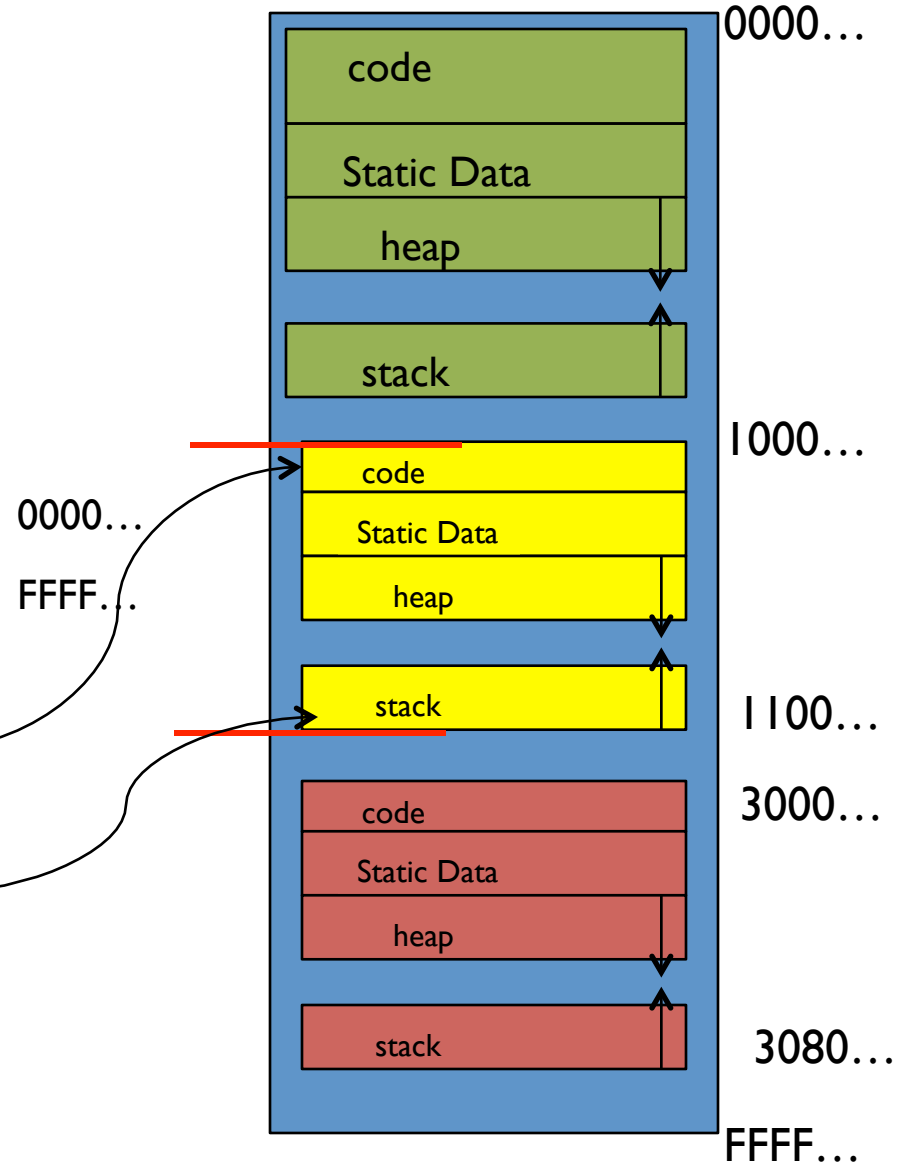 0000…
code
Static Data
heap
stack
1000…
code
0000…
Static Data
FFFF…
heap
stack
1100…
3000…
code
Static Data
heap
stack
3080…
FFFF…